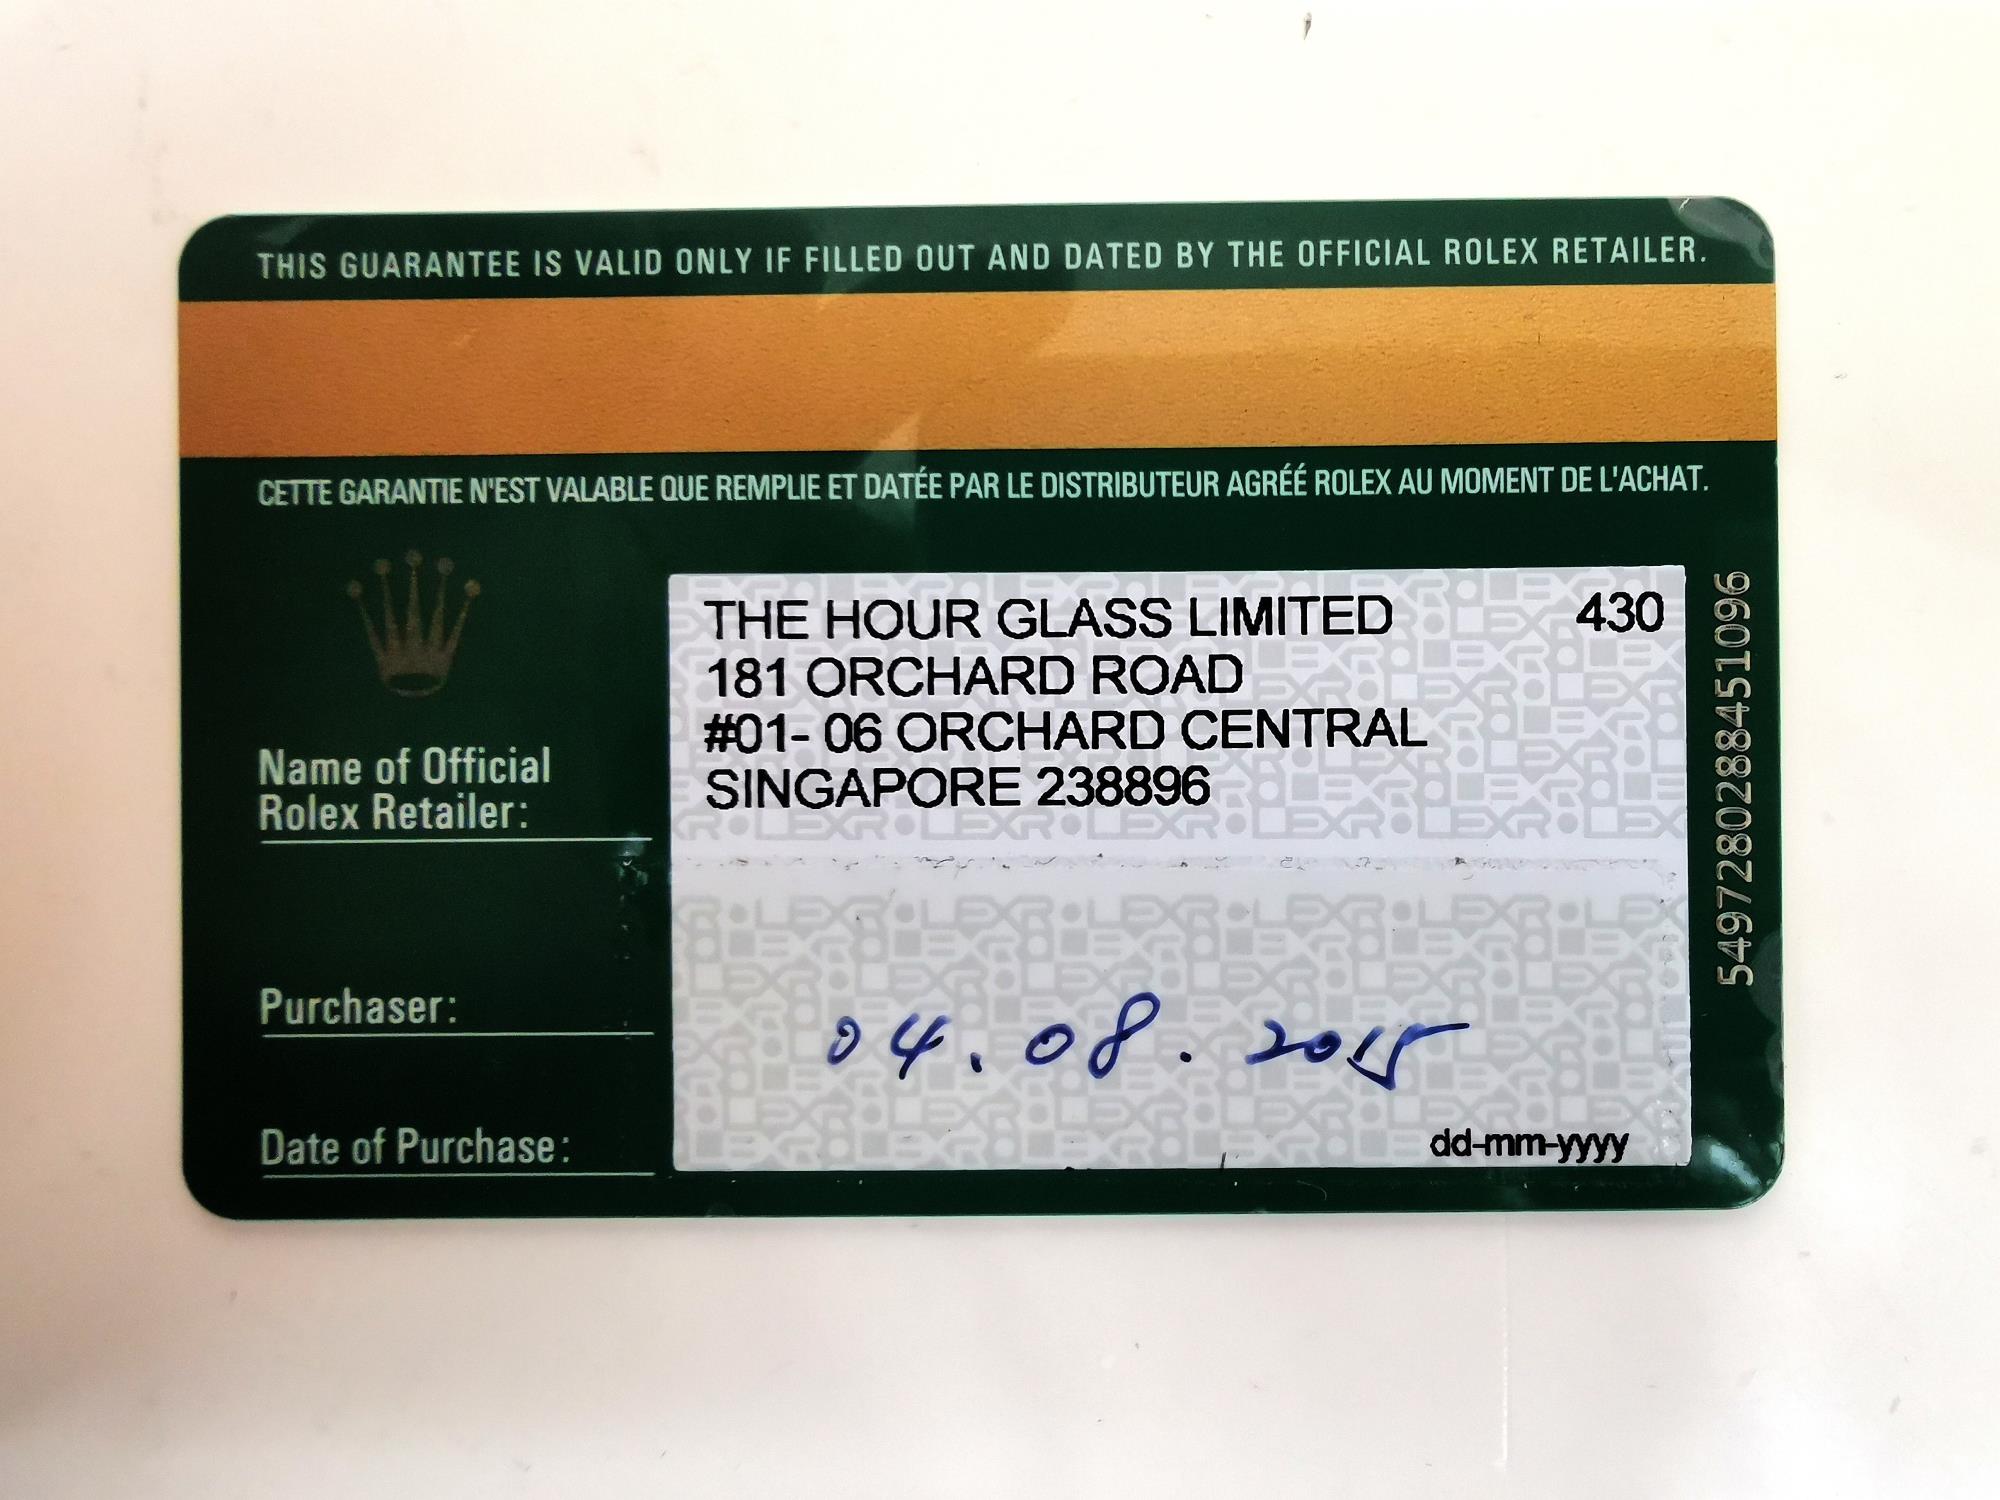 THIS GUARANTEE IS VALID ONLY IF FILLED OUT AND DATED BY THE OFFICIAL ROLEX RETAILER.
CETTE GARANTIE N'EST VALABLE QUE REMPLIE ET DATÉE PAR LE DISTRIBUTEUR AGRÉÉ ROLEX AU MOMENT DE L'ACHAT.
THE HOUR GLASS LIMITED 430
181 ORCHARD ROAD
#01- 06 ORCHARD CENTRAL
SINGAPORE 238896
Name of Official
Rolex Retailer:
Purchaser:
04.08.2015
Date of Purchase:
dd-mm-yyyy
5497280288451096